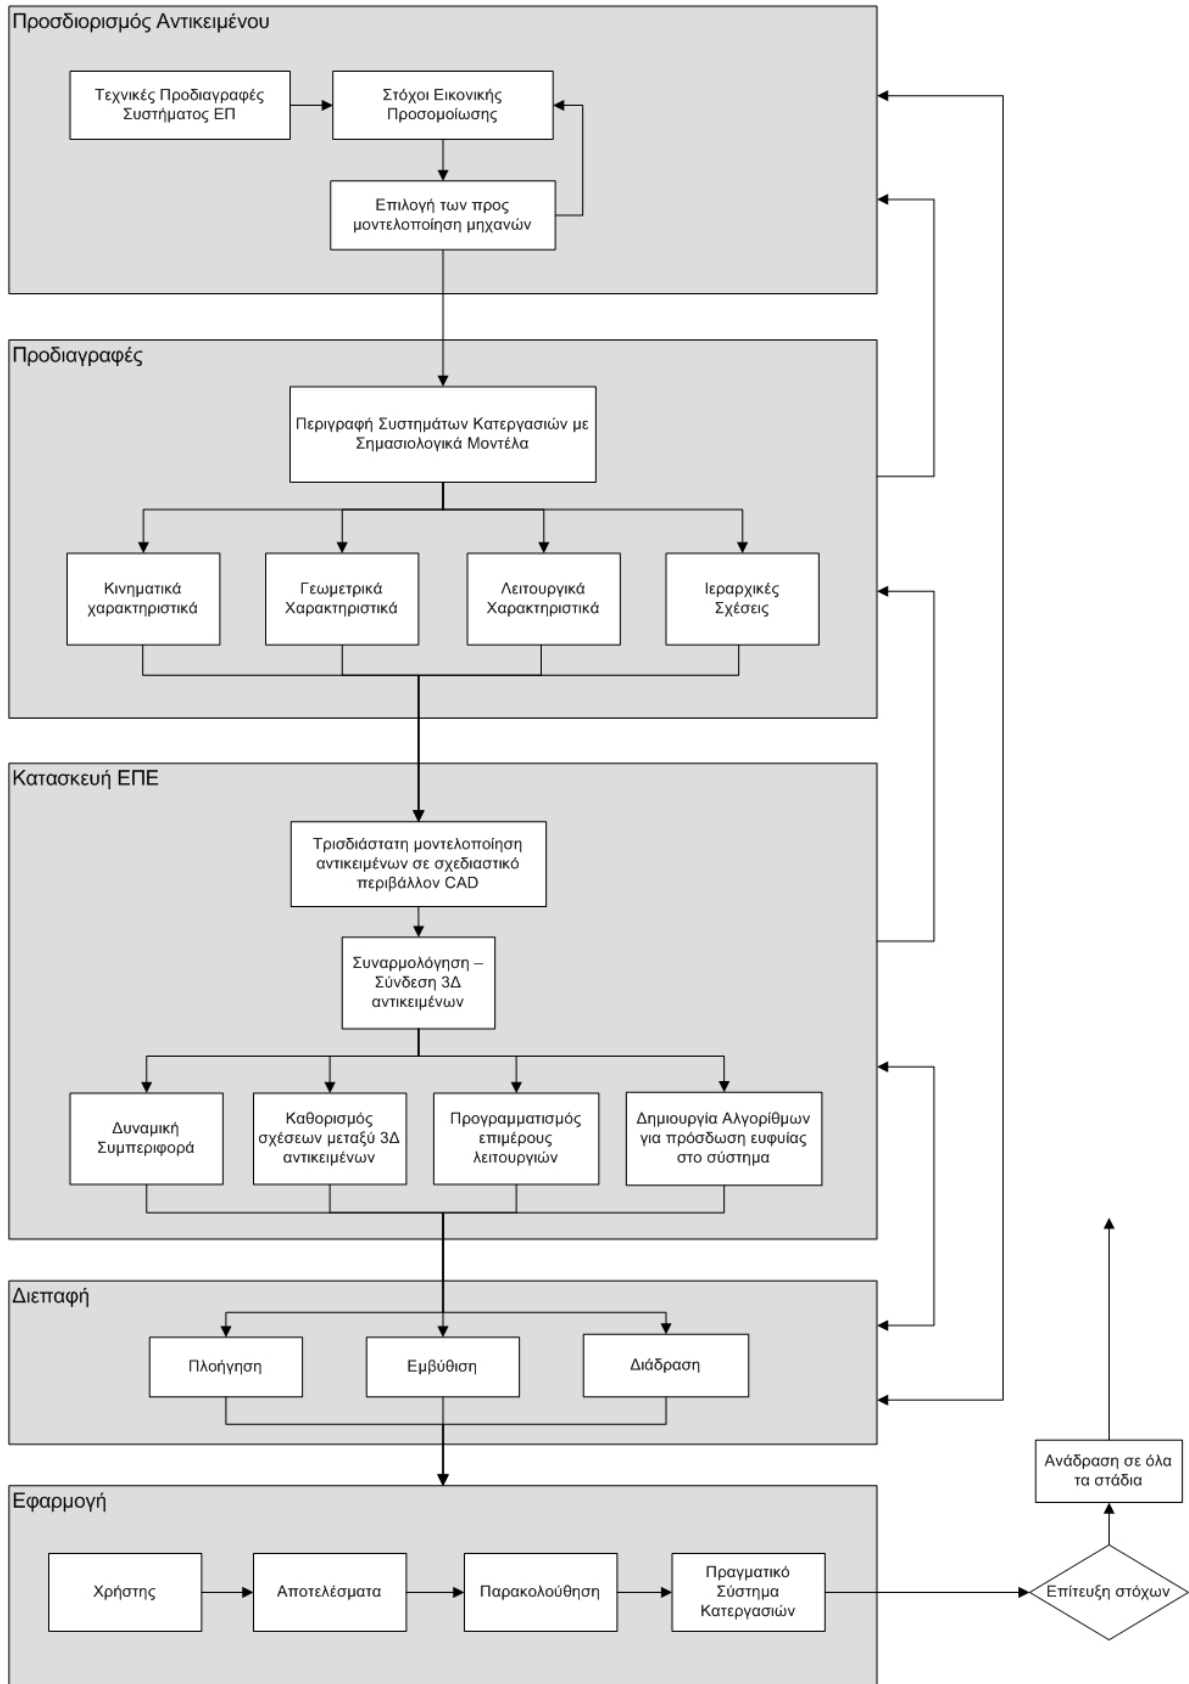 Προσδιορισμός Αντικειμένου
Τεχνικές Προδιαγραφές
Συστήματος ΕΠ
Στόχοι Εικονικής
Προσομοίωσης
Επιλογή των προς
μοντελοποίηση μηχανών
Προδιαγραφές
Περιγραφή Συστημάτων Κατεργασιών με
Σημασιολογικά Μοντέλα
Κινηματικά
χαρακτηριστικά
Γεωμετρικά
Χαρακτηριστικά
Λειτουργικά
Χαρακτηριστικά
Ιεραρχικές
Σχέσεις
Κατασκευή ΕΠΕ
Τρισδιάστατη μοντελοποίηση
αντικειμένων σε σχεδιαστικό
περιβάλλον CAD
Συναρμολόγηση –
Σύνδεση 3Δ
αντικειμένων
Δυναμική
Συμπεριφορά
Καθορισμός
σχέσεων μεταξύ 3Δ
αντικειμένων
Προγραμματισμός
επιμέρους
λειτουργιών
Δημιουργία Αλγορίθμων
για πρόσδωση ευφυίας
στο σύστημα
Διεπαφή
Πλοήγηση
Εμβύθιση
Διάδραση
Εφαρμογή
Χρήστης
Αποτελέσματα
Παρακολούθηση
Πραγματικό
Σύστημα
Κατεργασιών
Επίτευξη στόχων
Ανάδραση σε όλα
τα στάδια